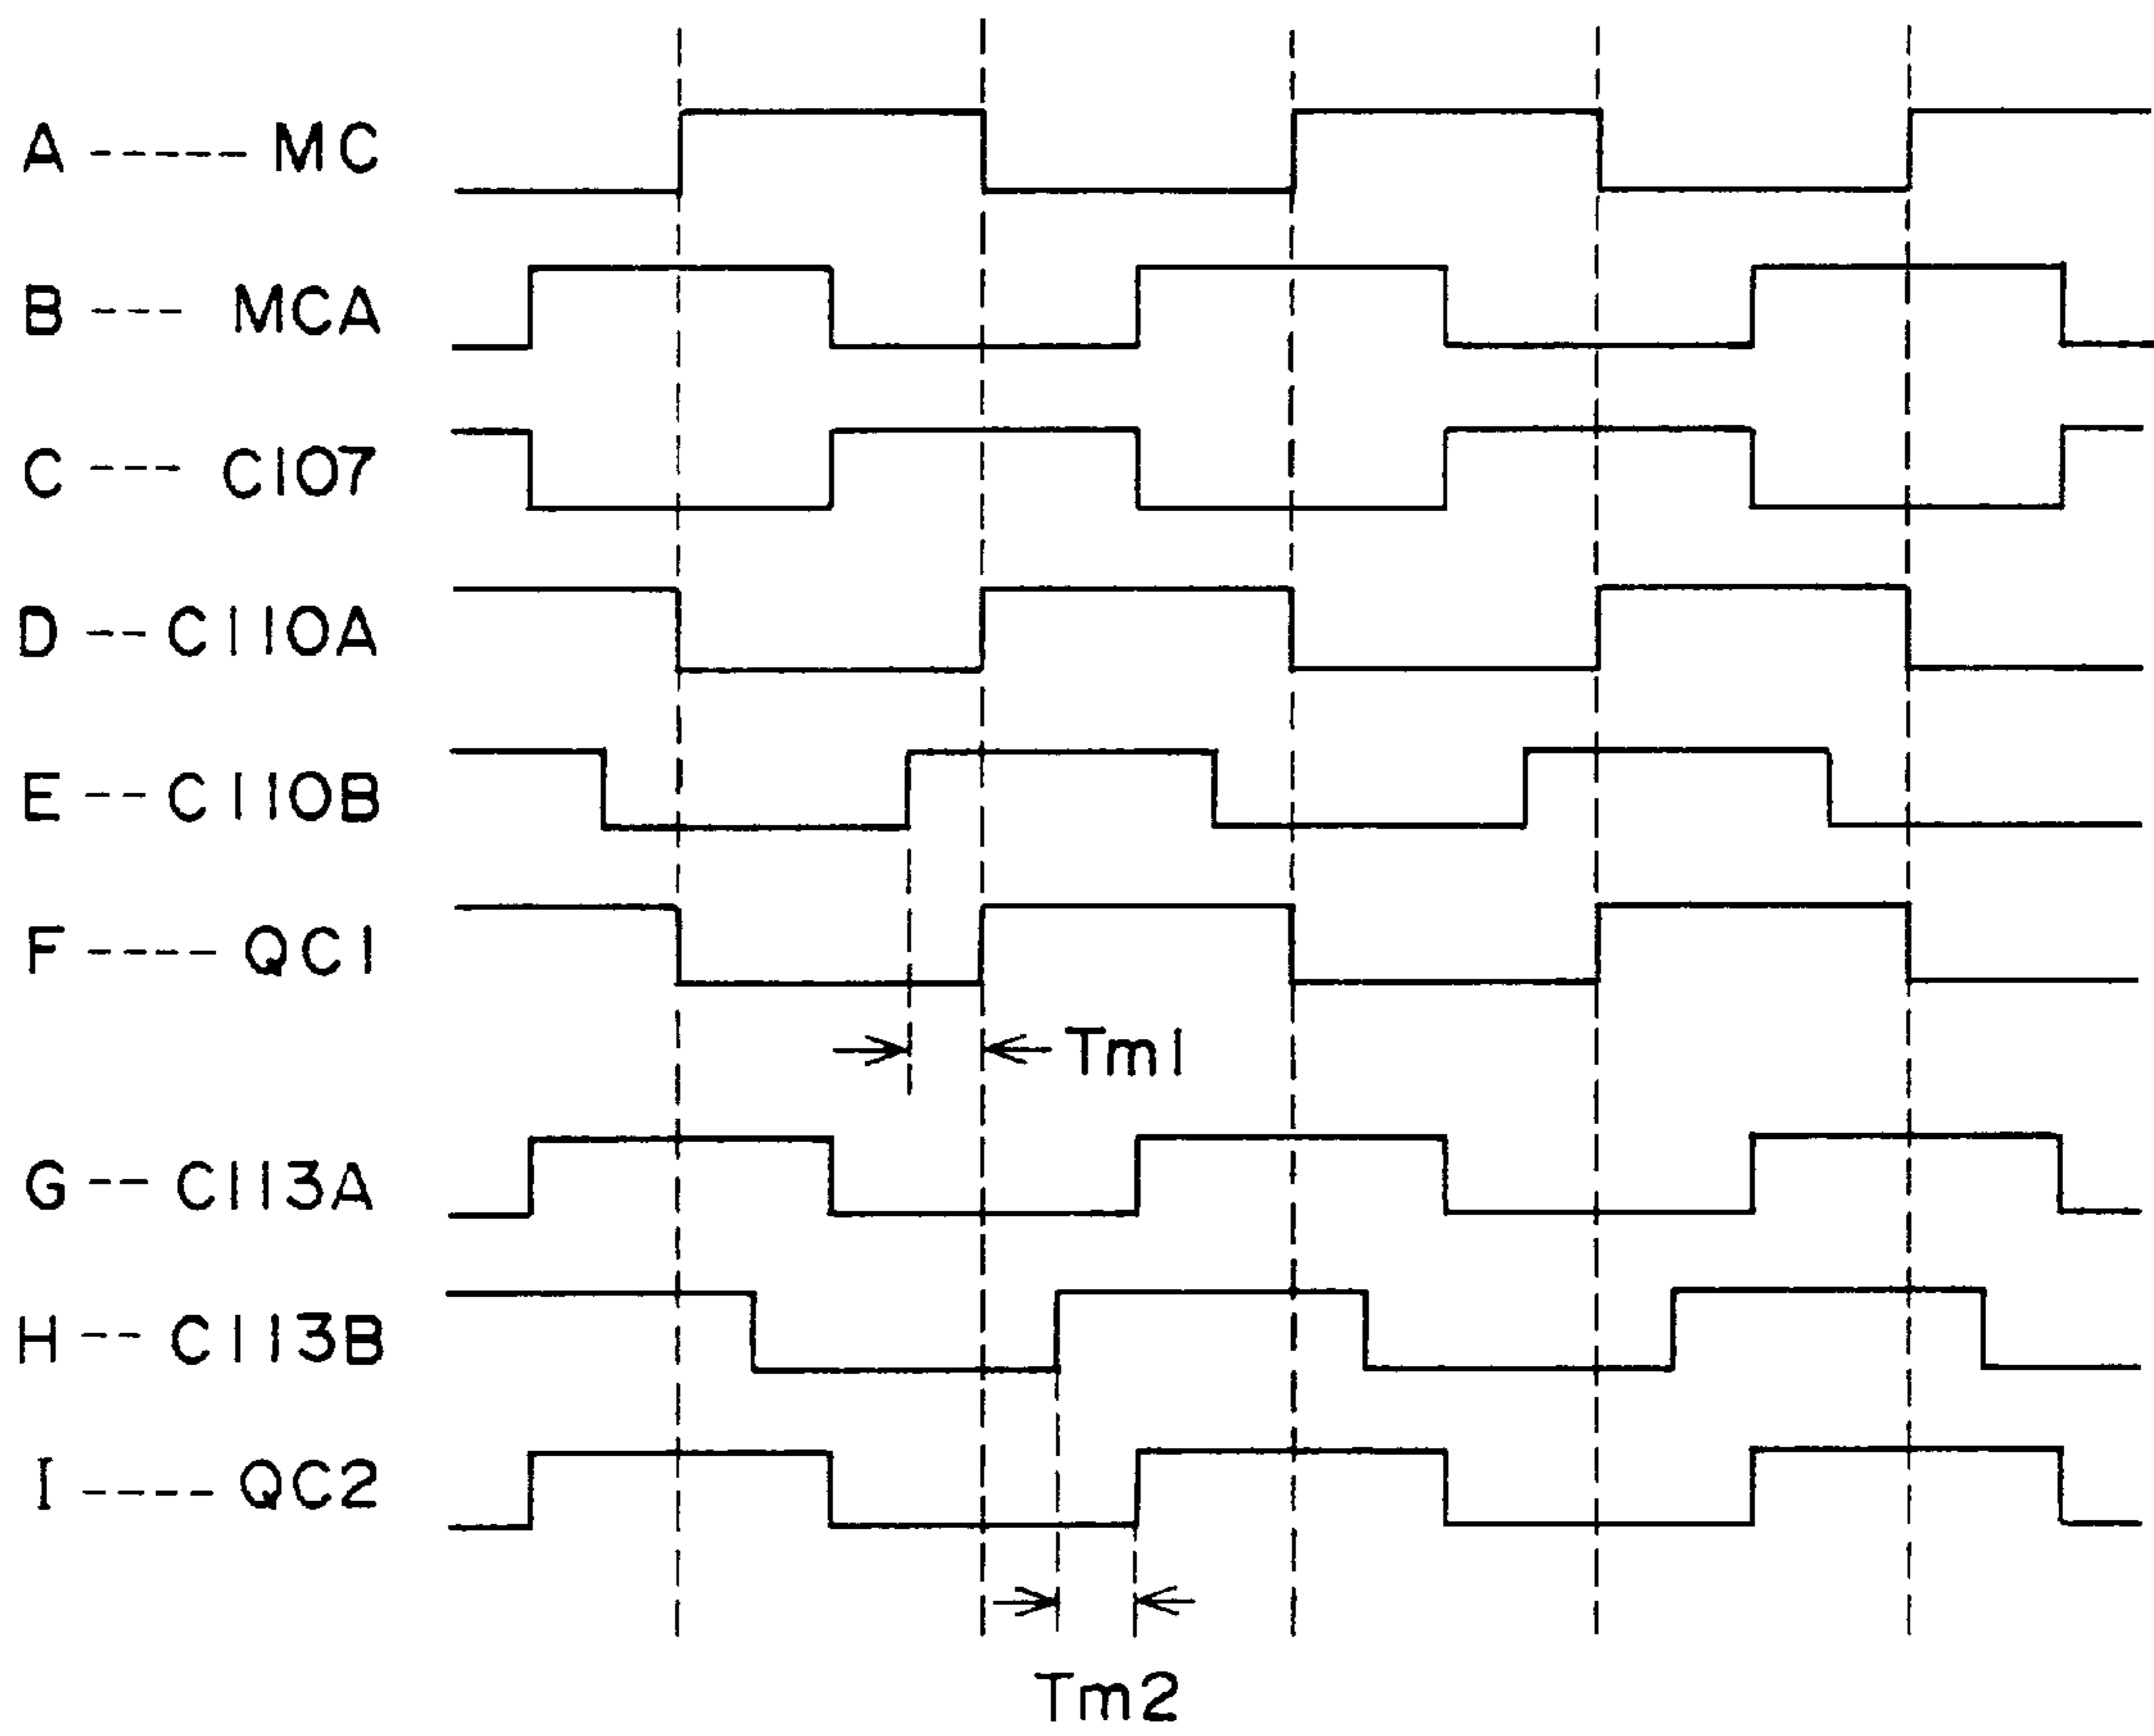 A ----- MC
B --- MCA
C --- C107
D -- C110A
E -- C110B
F ---- QC1
Tm1
G -- C113A
H -- C113B
I ---- QC2
Tm2